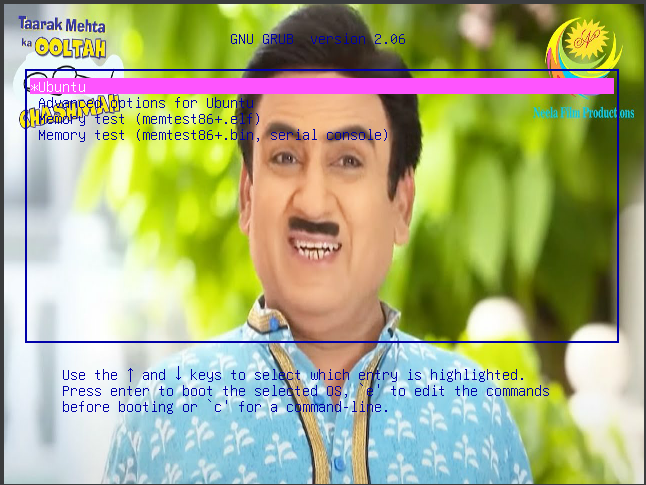 Taarak Mehta
ka OOLTAH
CHASHMAH
Neela Film Productions
GNU GRUB  version 2.06
*Ubuntu
Advanced options for Ubuntu
Memory test (memtest86+.elf)
Memory test (memtest86+.bin, serial console)
Use the ↑ and ↓ keys to select which entry is highlighted.
Press enter to boot the selected OS, `e' to edit the commands
before booting or `c' for a command-line.